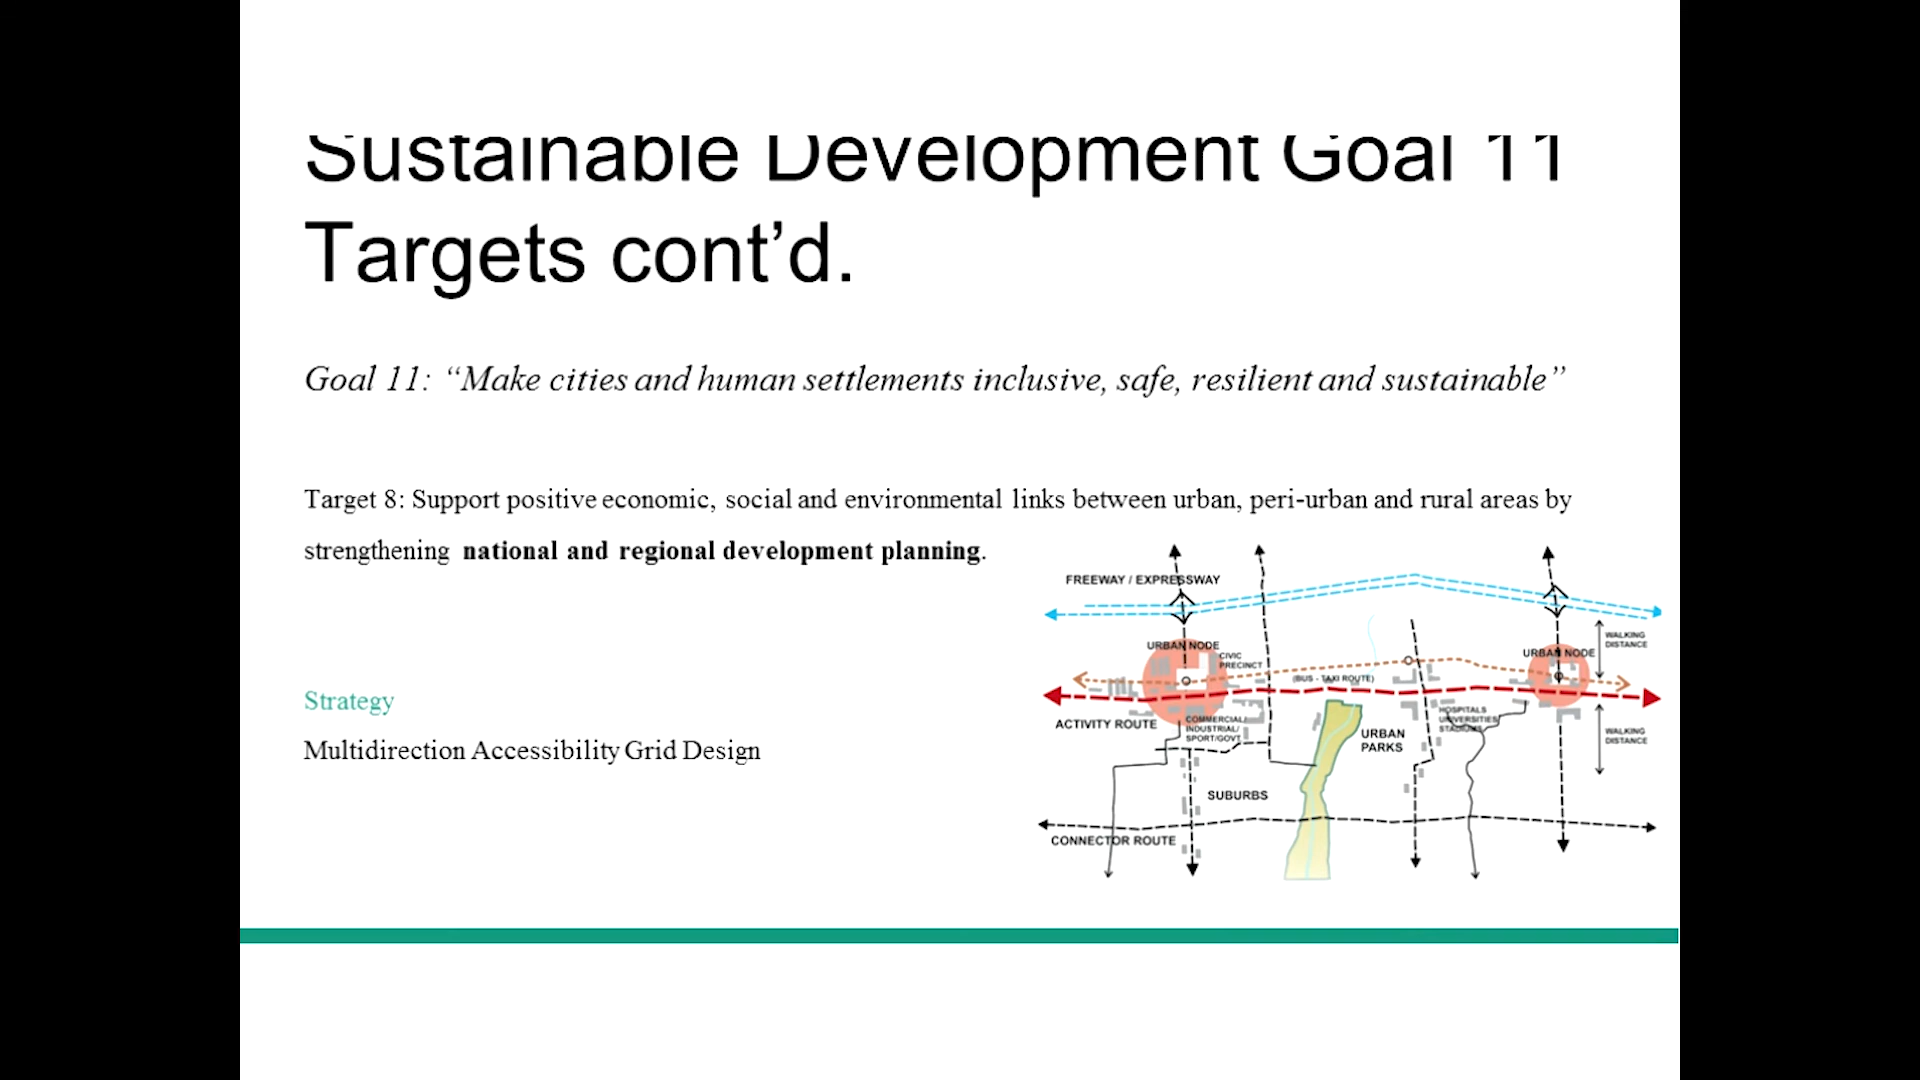 Sustainable Development Goal 11
Targets cont’d.
Goal 11: “Make cities and human settlements inclusive, safe, resilient and sustainable”
Target 8: Support positive economic, social and environmental links between urban, peri-urban and rural areas by
strengthening national and regional development planning.
Strategy
Multidirection Accessibility Grid Design
FREEWAY / EXPRESSWAY
URBAN NODE
CIVIC
PRECINCT
(BUS - TAXI ROUTE)
URBAN NODE
WALKING
DISTANCE
ACTIVITY ROUTE
COMMERCIAL/
INDUSTRIAL/
SPORT/GOVT
URBAN
PARKS
HOSPITALS
UNIVERSITIES
STADIUMS
WALKING
DISTANCE
SUBURBS
CONNECTOR ROUTE